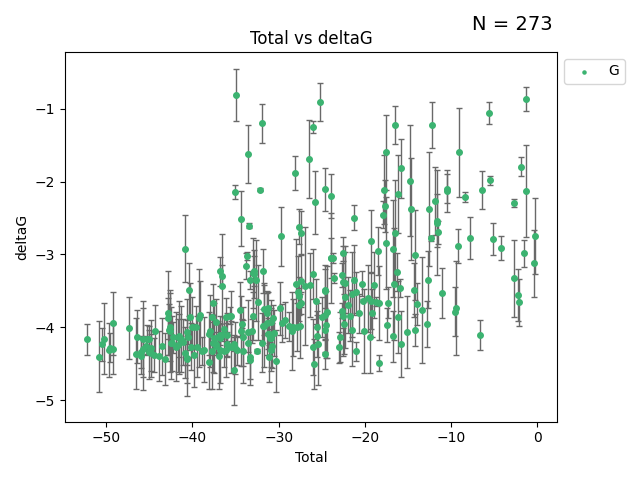 N = 273
Total vs deltaG
G
deltaG
−1
−2
−3
−4
−5
−50 −40 −30 −20 −10 0
Total